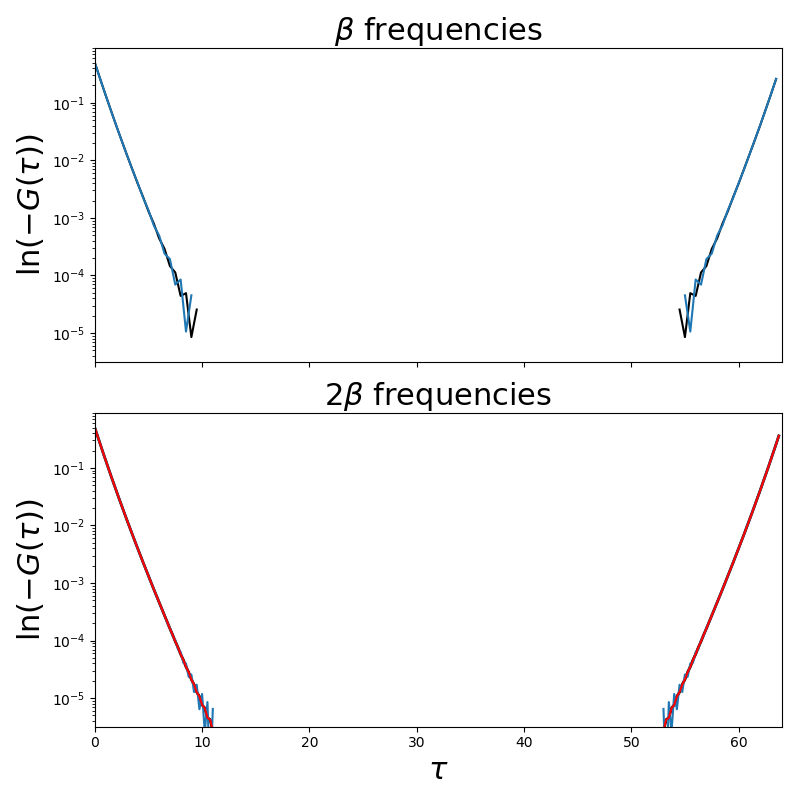 β frequencies
ln(−G(τ))
10⁻¹
10⁻²
10⁻³
10⁻⁴
10⁻⁵
2β frequencies
ln(−G(τ))
10⁻¹
10⁻²
10⁻³
10⁻⁴
10⁻⁵
0 10 20 30 40 50 60
τ